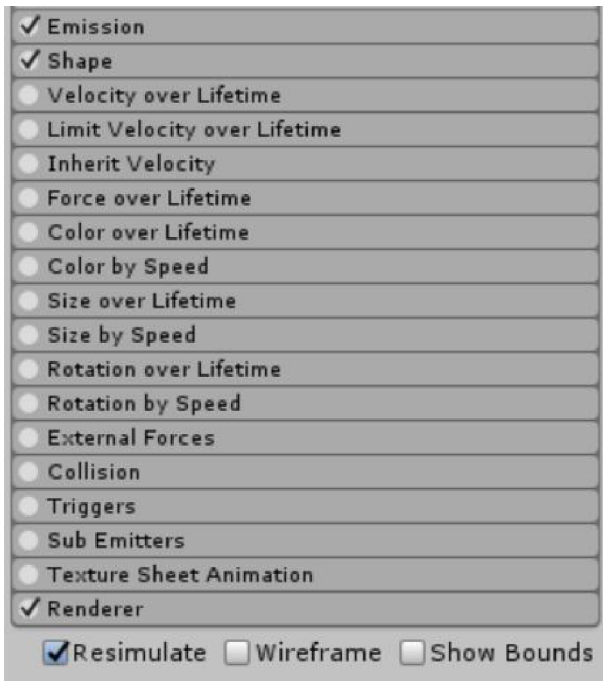 Emission
Shape
Velocity over Lifetime
Limit Velocity over Lifetime
Inherit Velocity
Force over Lifetime
Color over Lifetime
Color by Speed
Size over Lifetime
Size by Speed
Rotation over Lifetime
Rotation by Speed
External Forces
Collision
Triggers
Sub Emitters
Texture Sheet Animation
Renderer
Resimulate Wireframe Show Bounds